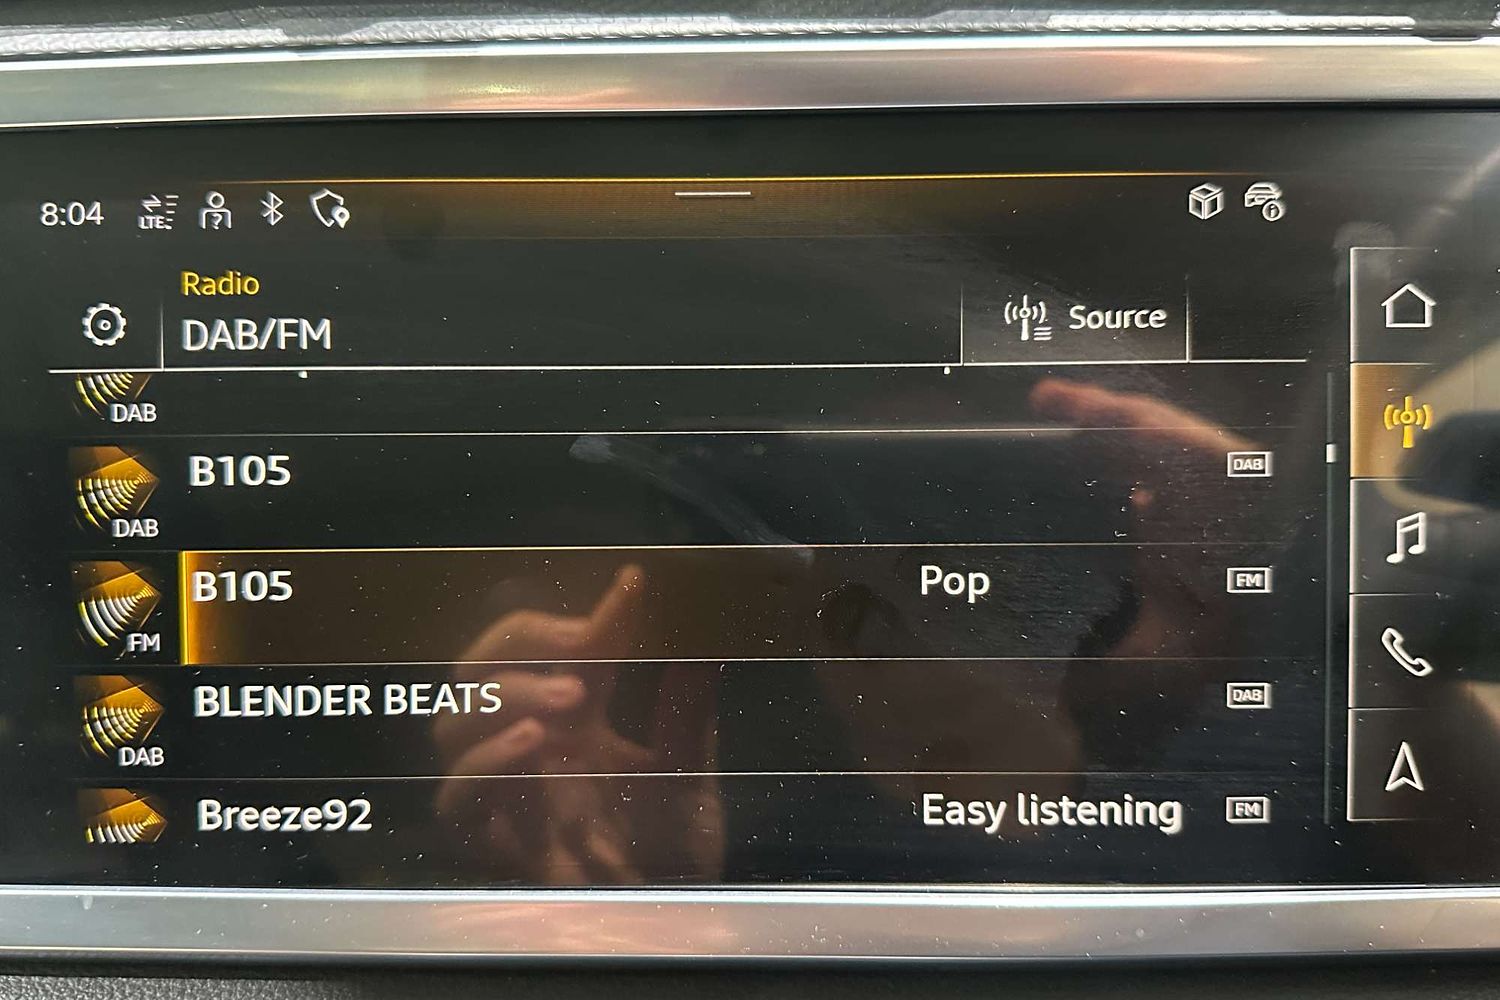 8:04 LTE
Radio
DAB/FM
Source
DAB
B105
DAB
DAB
B105
Pop
FM
FM
BLENDER BEATS
DAB
DAB
Breeze92
Easy listening
FM